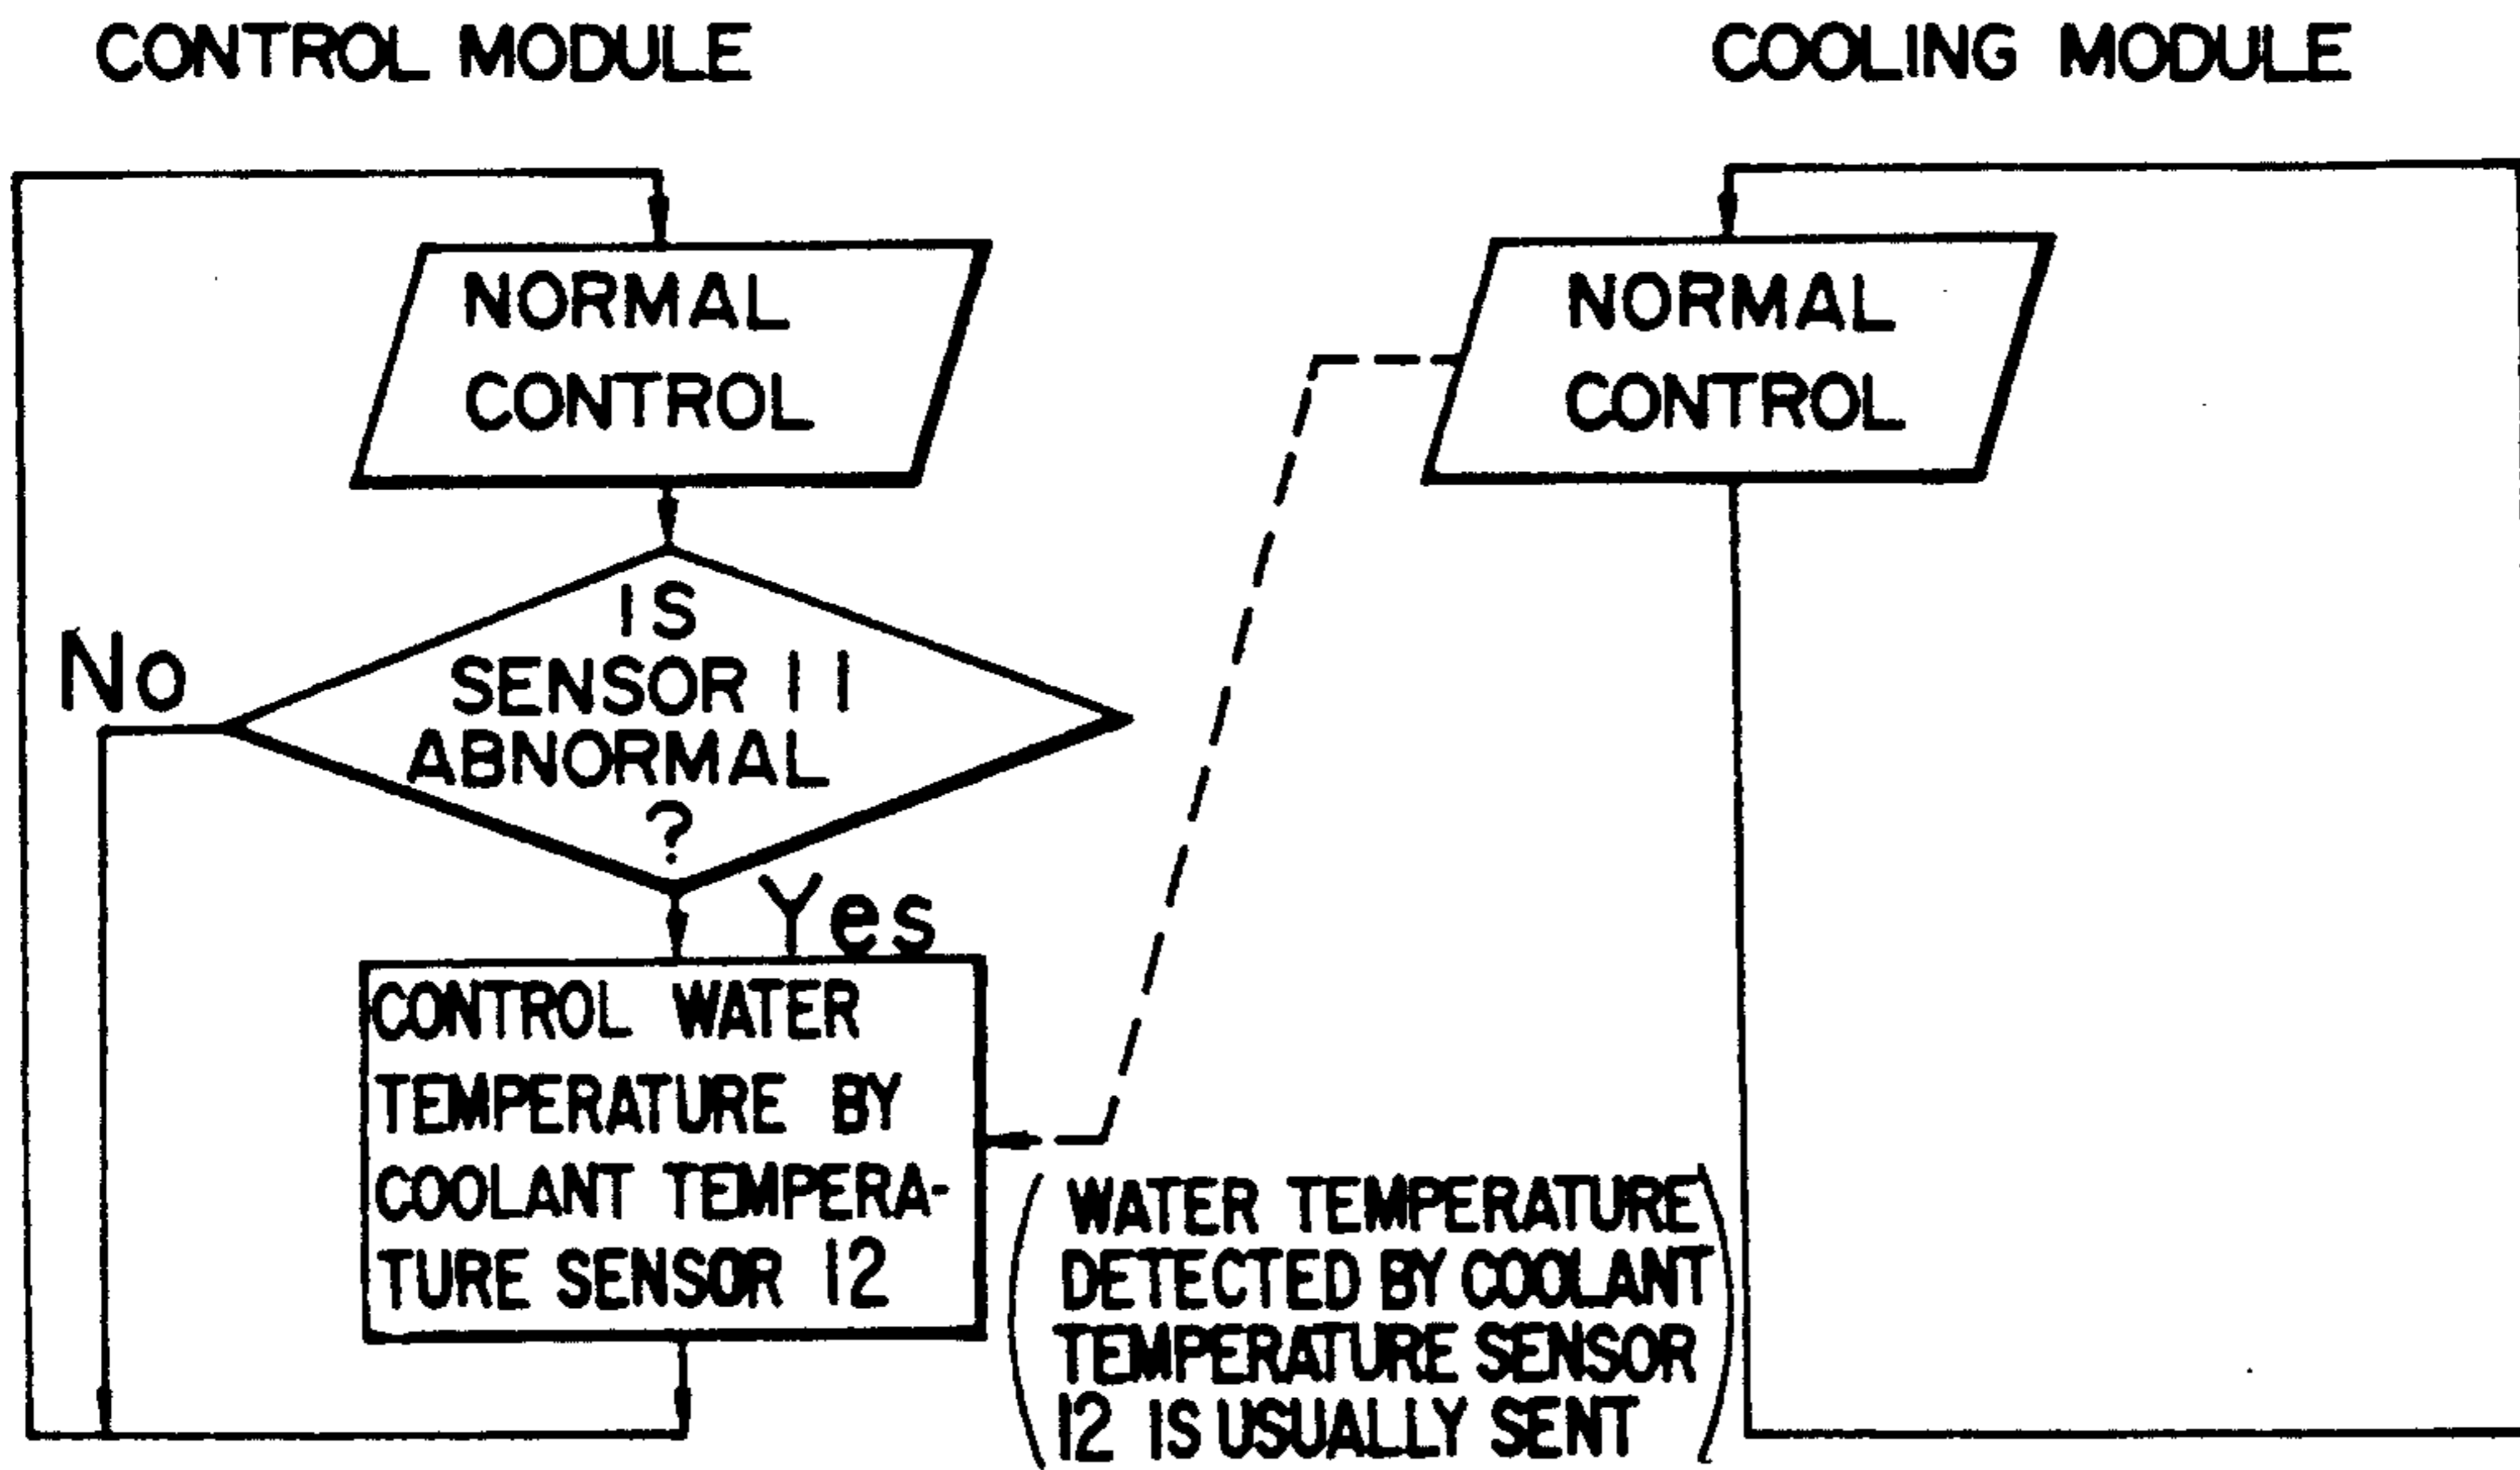 CONTROL MODULE
COOLING MODULE
NORMAL
CONTROL
NORMAL
CONTROL
IS
SENSOR 11
ABNORMAL
?
No
Yes
CONTROL WATER
TEMPERATURE BY
COOLANT TEMPERA-
TURE SENSOR 12
(WATER TEMPERATURE
DETECTED BY COOLANT
TEMPERATURE SENSOR
12 IS USUALLY SENT)